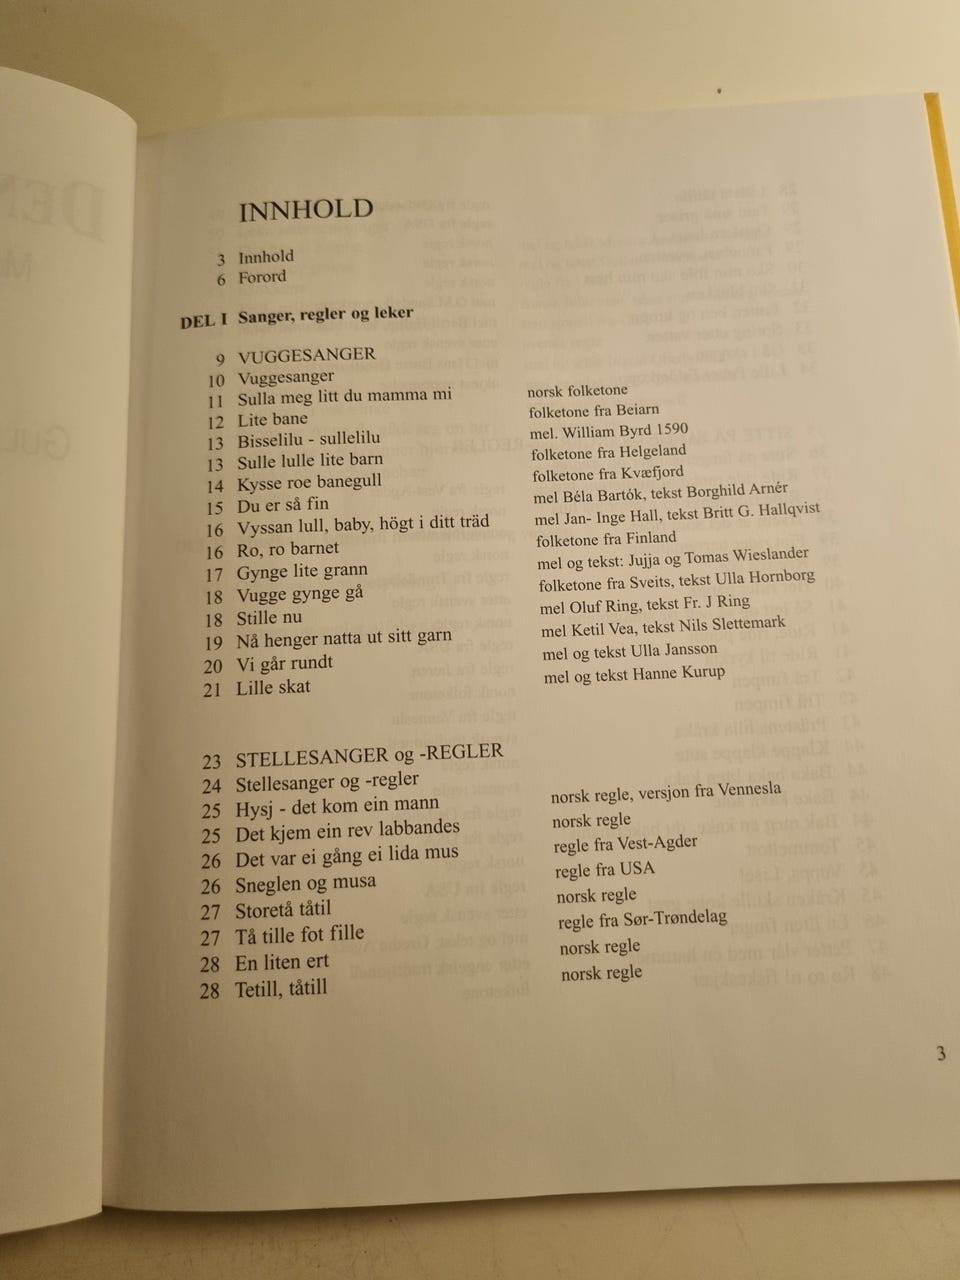 INNHOLD
3 Innhold
6 Forord
DEL I Sanger, regler og leker
9 VUGGESANGER
10 Vuggesanger
11 Sulla meg litt du mamma mi norsk folketone
12 Lite bane folketone fra Beiarn
13 Bisselilu - sullelilu mel. William Byrd 1590
13 Sulle lulle lite barn folketone fra Helgeland
14 Kysse roe banegull folketone fra Kvæfjord
15 Du er så fin mel Béla Bartók, tekst Borghild Arnér
16 Vyssan lull, baby, högt i ditt träd mel Jan- Inge Hall, tekst Britt G. Hallqvist
16 Ro, ro barnet folketone fra Finland
17 Gynge lite grann mel og tekst: Jujja og Tomas Wieslander
18 Vugge gynge gå folketone fra Sveits, tekst Ulla Hornborg
18 Stille nu mel Oluf Ring, tekst Fr. J Ring
19 Nå henger natta ut sitt garn mel Ketil Vea, tekst Nils Slettemark
20 Vi går rundt mel og tekst Ulla Jansson
21 Lille skat mel og tekst Hanne Kurup
23 STELLESANGER og -REGLER
24 Stellesanger og -regler
25 Hysj - det kom ein mann norsk regle, versjon fra Vennesla
25 Det kjem ein rev labbandes norsk regle
26 Det var ei gång ei lida mus regle fra Vest-Agder
26 Sneglen og musa regle fra USA
27 Storetå tåtil norsk regle
27 Tå tille fot fille regle fra Sør-Trøndelag
28 En liten ert norsk regle
28 Tetill, tåtill norsk regle
3